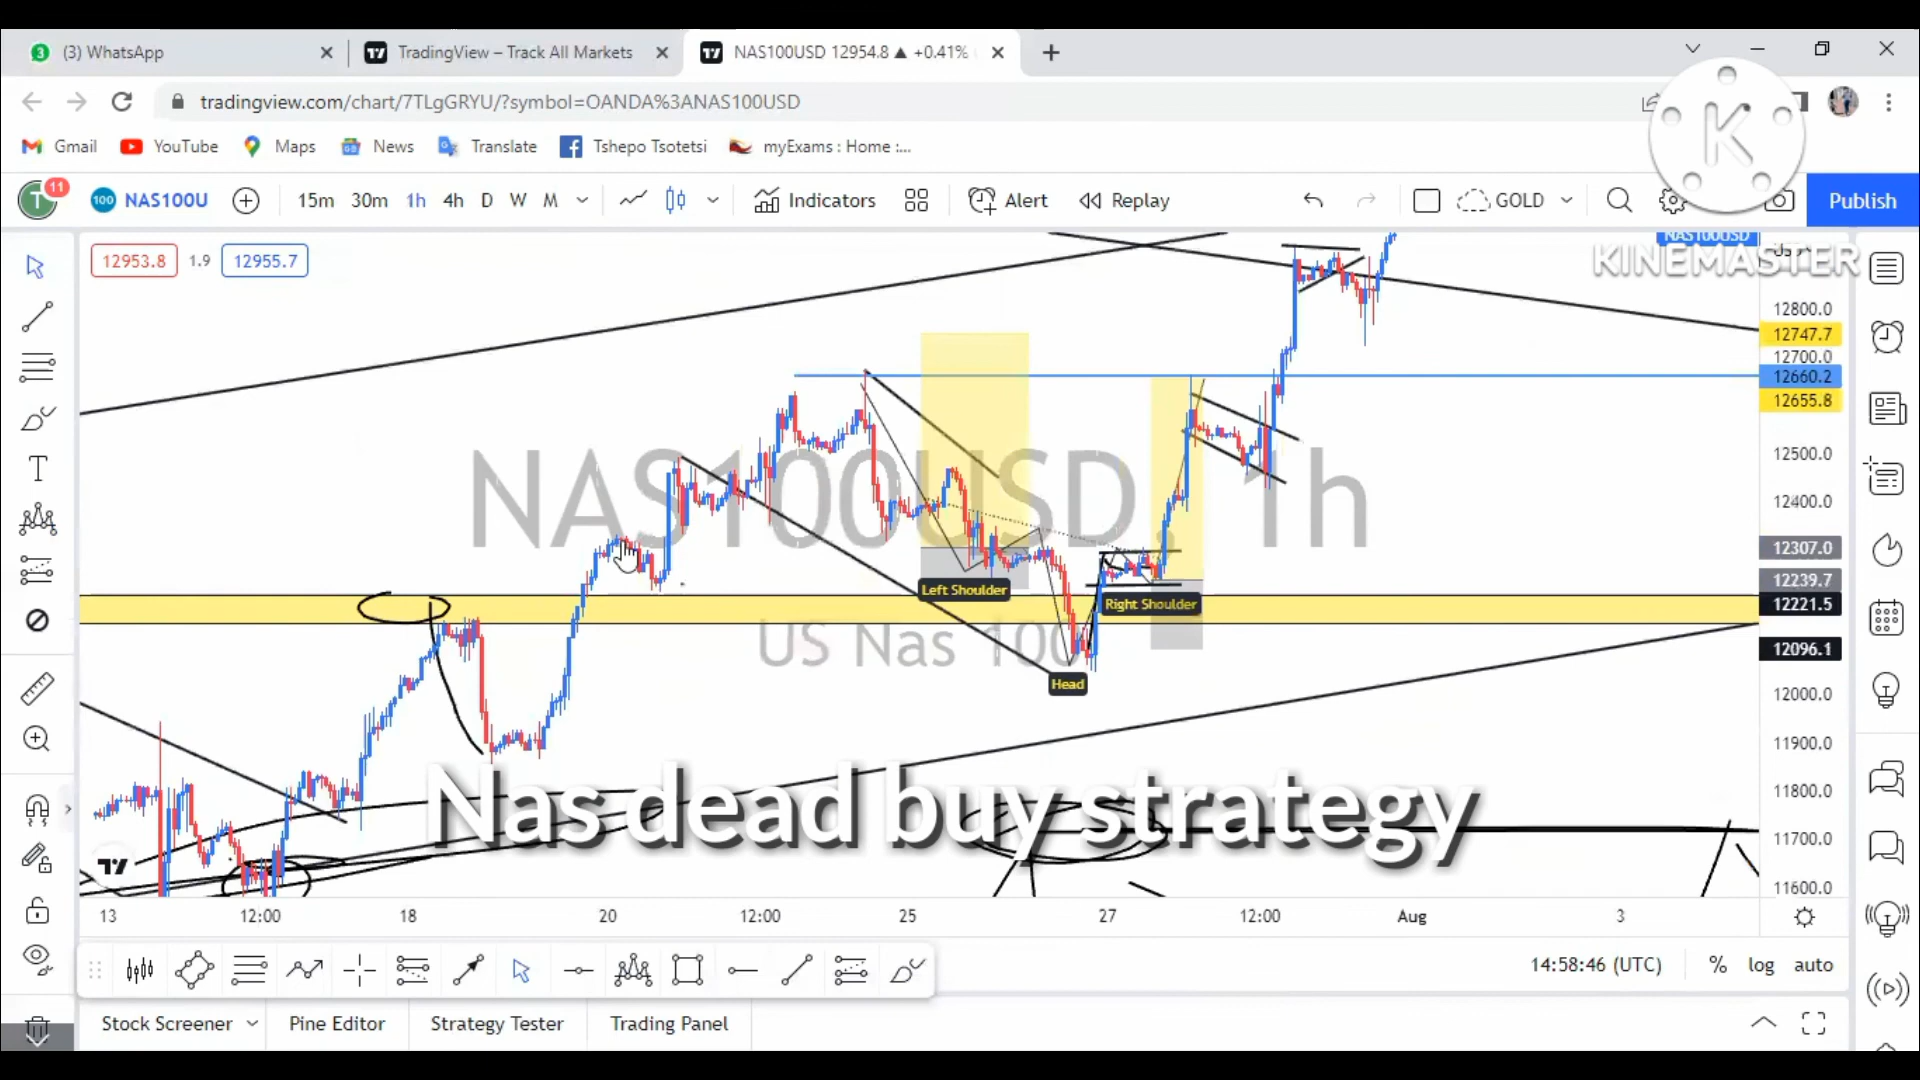 3 (3) WhatsApp
TradingView – Track All Markets
NAS100USD 12954.8 ▲ +0.41%
tradingview.com/chart/7TLgGRYU/?symbol=OANDA%3ANAS100USD
K
Gmail YouTube Maps News Translate Tshepo Tsotetsi myExams : Home :...
T 11 100 NAS100U 15m 30m 1h 4h D W M Indicators Alert Replay GOLD Publish
NAS100USD
KINEMASTER
12953.8 1.9 12955.7
12800.0
12747.7
12700.0
12660.2
12655.8
12500.0
12400.0
12307.0
12239.7
12221.5
12096.1
12000.0
11900.0
11800.0
11700.0
11600.0
NAS100USD, 1h
US Nas 100
Left Shoulder
Right Shoulder
Head
Nas dead buy strategy
13 12:00 18 20 12:00 25 27 12:00 Aug 3
14:58:46 (UTC) % log auto
Stock Screener Pine Editor Strategy Tester Trading Panel